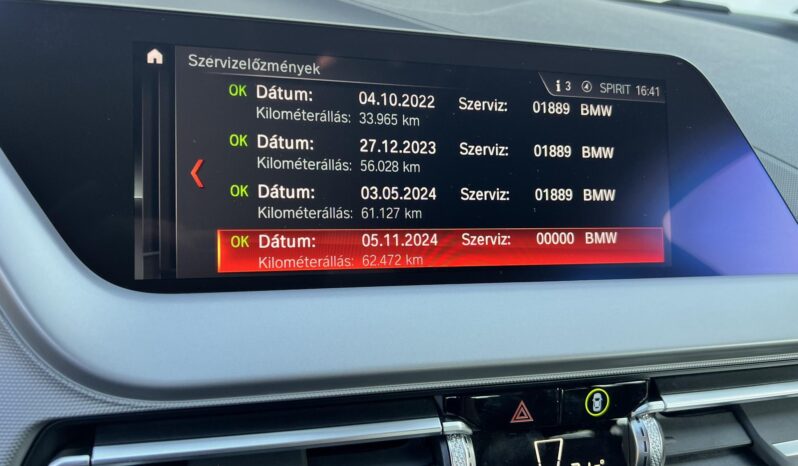 Szervizelőzmények
i 3 4 SPIRIT 16:41
OK Dátum: 04.10.2022 Szerviz: 01889 BMW
Kilométerállás: 33.965 km
OK Dátum: 27.12.2023 Szerviz: 01889 BMW
Kilométerállás: 56.028 km
OK Dátum: 03.05.2024 Szerviz: 01889 BMW
Kilométerállás: 61.127 km
OK Dátum: 05.11.2024 Szerviz: 00000 BMW
Kilométerállás: 62.472 km